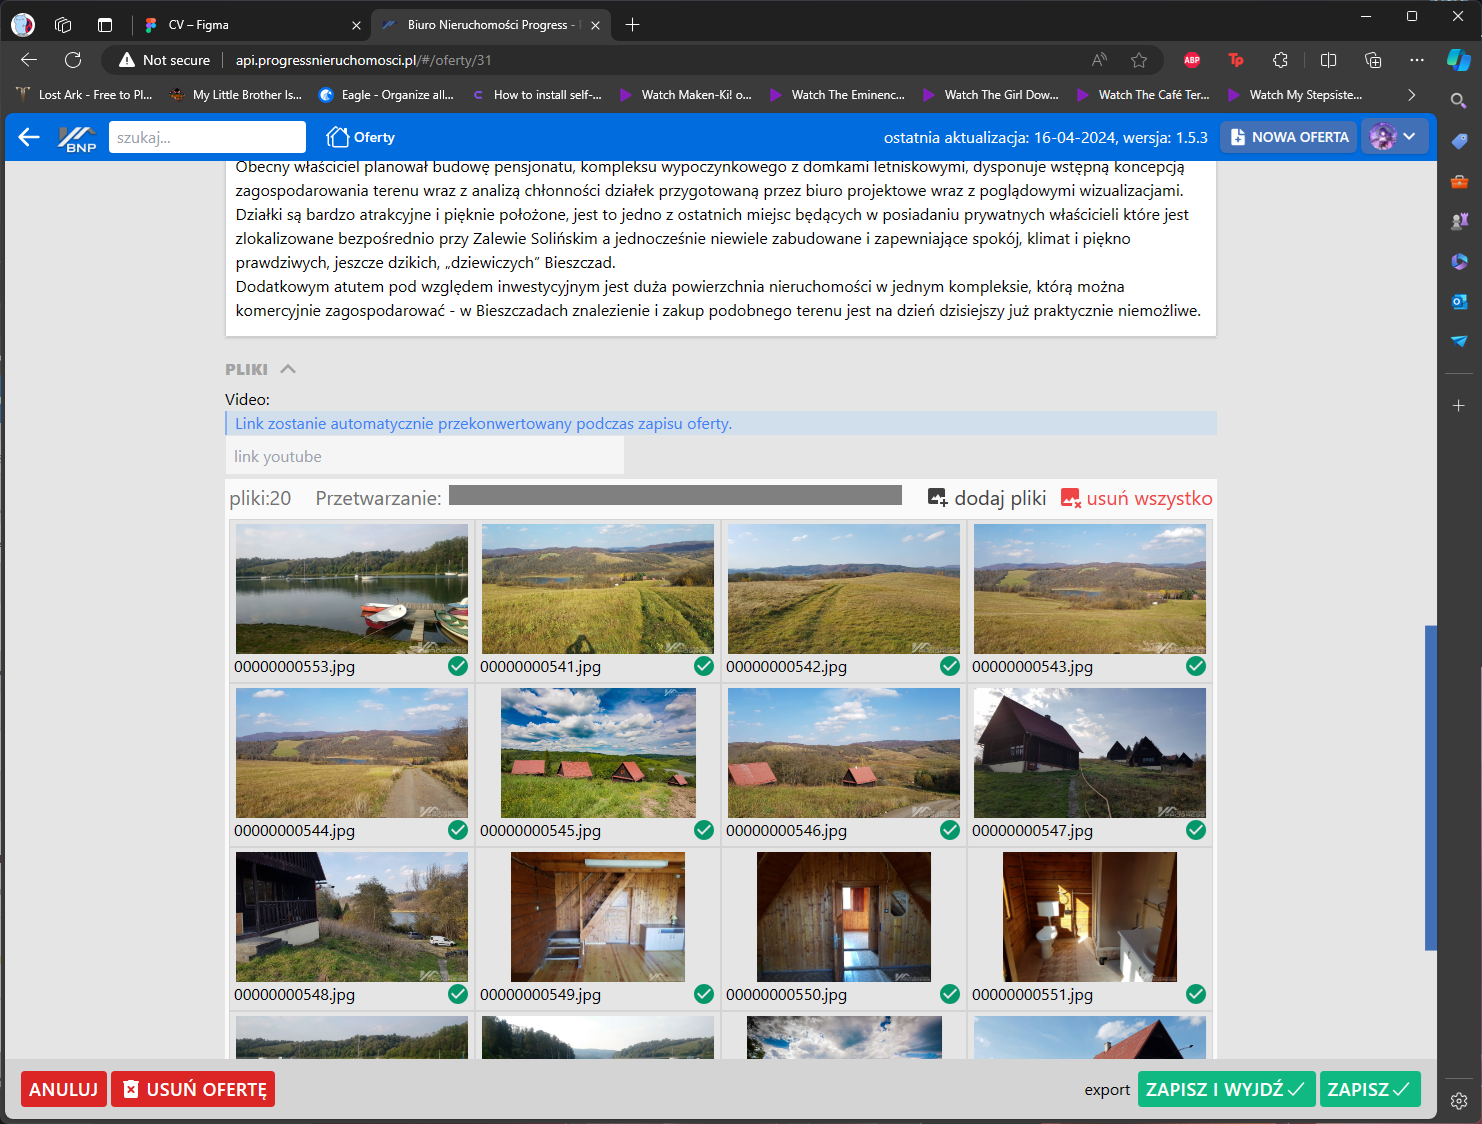 CV – Figma
Biuro Nieruchomości Progress -
Not secure
api.progressnieruchomosci.pl/#/oferty/31
ABP
Tp
Lost Ark - Free to Pl...
My Little Brother Is...
Eagle - Organize all...
How to install self-...
Watch Maken-Ki! o...
Watch The Eminenc...
Watch The Girl Dow...
Watch The Café Ter...
Watch My Stepsiste...
BNP
szukaj...
Oferty
ostatnia aktualizacja: 16-04-2024, wersja: 1.5.3
NOWA OFERTA
Obecny właściciel planował budowę pensjonatu, kompleksu wypoczynkowego z domkami letniskowymi, dysponuje wstępną koncepcją
zagospodarowania terenu wraz z analizą chłonności działek przygotowaną przez biuro projektowe wraz z poglądowymi wizualizacjami.
Działki są bardzo atrakcyjne i pięknie położone, jest to jedno z ostatnich miejsc będących w posiadaniu prywatnych właścicieli które jest
zlokalizowane bezpośrednio przy Zalewie Solińskim a jednocześnie niewiele zabudowane i zapewniające spokój, klimat i piękno
prawdziwych, jeszcze dzikich, „dziewiczych” Bieszczad.
Dodatkowym atutem pod względem inwestycyjnym jest duża powierzchnia nieruchomości w jednym kompleksie, którą można
komercyjnie zagospodarować - w Bieszczadach znalezienie i zakup podobnego terenu jest na dzień dzisiejszy już praktycznie niemożliwe.
PLIKI
Video:
Link zostanie automatycznie przekonwertowany podczas zapisu oferty.
link youtube
pliki:20
Przetwarzanie:
dodaj pliki
usuń wszystko
00000000553.jpg
00000000541.jpg
00000000542.jpg
00000000543.jpg
00000000544.jpg
00000000545.jpg
00000000546.jpg
00000000547.jpg
00000000548.jpg
00000000549.jpg
00000000550.jpg
00000000551.jpg
ANULUJ
USUŃ OFERTĘ
export
ZAPISZ I WYJDŹ
ZAPISZ